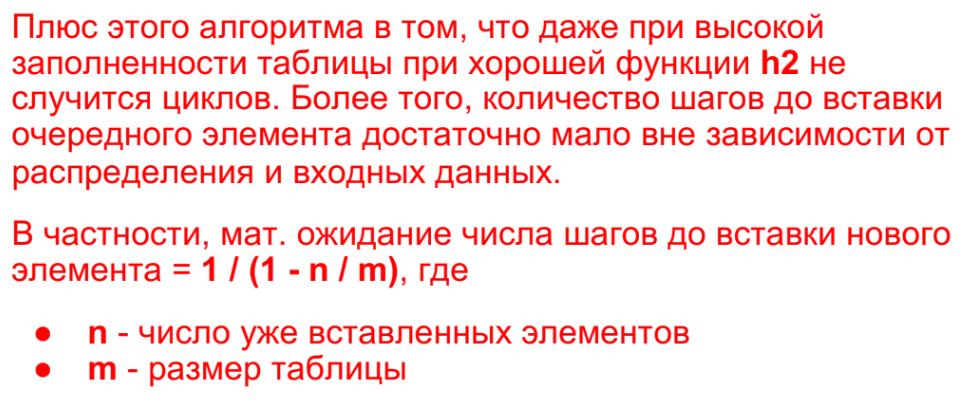 Плюс этого алгоритма в том, что даже при высокой
заполненности таблицы при хорошей функции h2 не
случится циклов. Более того, количество шагов до вставки
очередного элемента достаточно мало вне зависимости от
распределения и входных данных.
В частности, мат. ожидание числа шагов до вставки нового
элемента = 1 / (1 - n / m), где
● n - число уже вставленных элементов
● m - размер таблицы